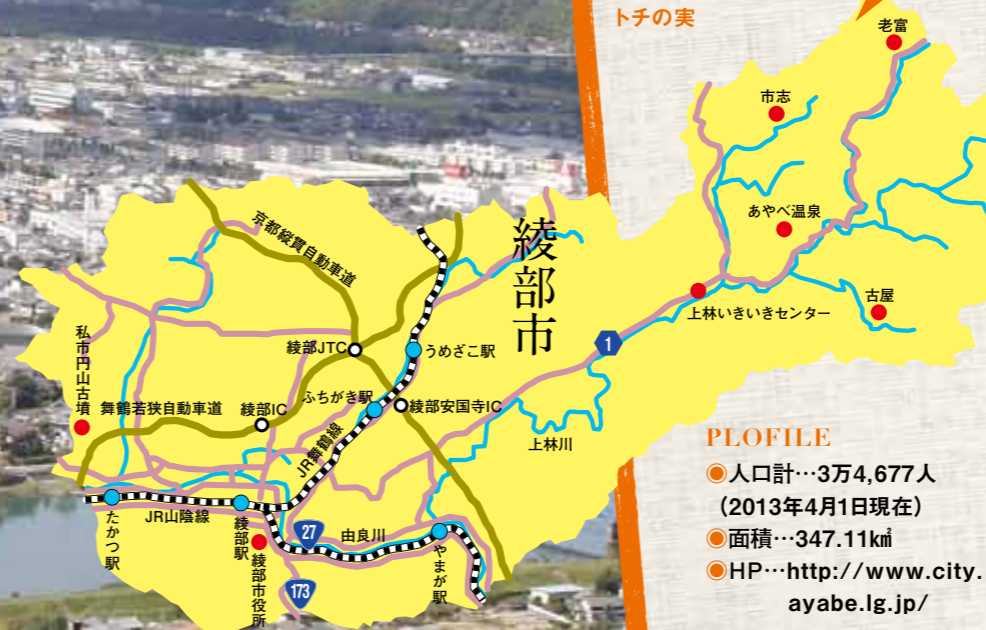 トチの実
老富
市志
あやべ温泉
古屋
上林いきいきセンター
綾部市
京都縦貫自動車道
綾部JTC
うめざこ駅
1
私市円山古墳
舞鶴若狭自動車道
綾部IC
ふちがき駅
綾部安国寺IC
上林川
JR舞鶴線
たかつ駅
JR山陰線
綾部駅
綾部市役所
27
由良川
やまが駅
173
PLOFILE
◉人口計…3万4,677人
(2013年4月1日現在)
◉面積…347.11㎢
◉HP…http://www.city.
ayabe.lg.jp/